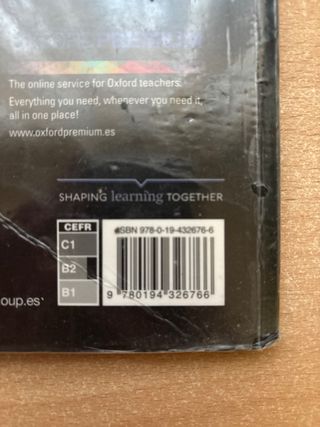 The online service for Oxford teachers.
Everything you need, whenever you need it,
all in one place!
www.oxfordpremium.es
SHAPING learning TOGETHER
CEFR
C1
B2
B1
ISBN 978-0-19-432676-6
9 780194 326766
oup.es